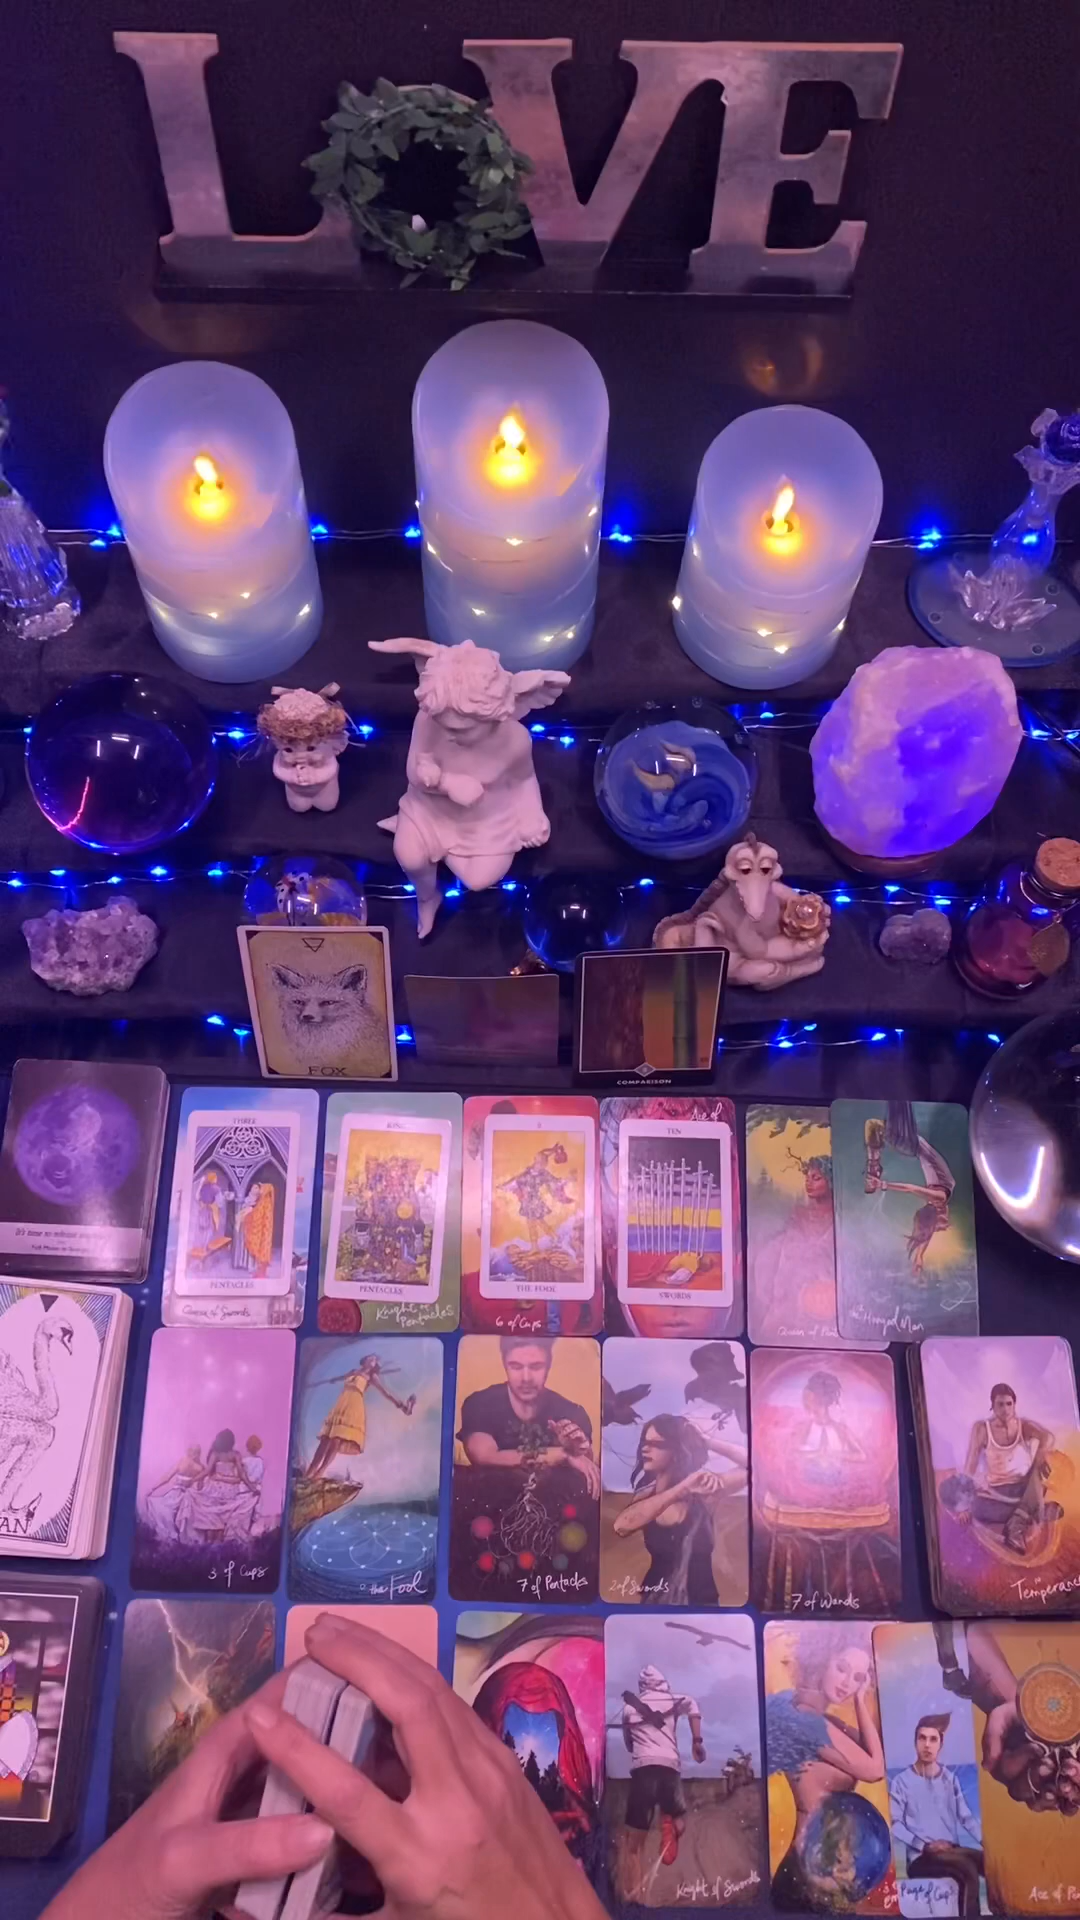 LOVE
FOX
COMPARISON
Ace of
THREE
KING
TEN
PENTACLES
PENTACLES
THE FOOL
SWORDS
Queen of Swords
Knight of Pentacles
6 of Cups
Queen of
Hanged Man
3 of Cups
the Fool
7 of Pentacles
2 of Swords
7 of Wands
Temperance
Knight of Swords
Page of Cups
Ace of